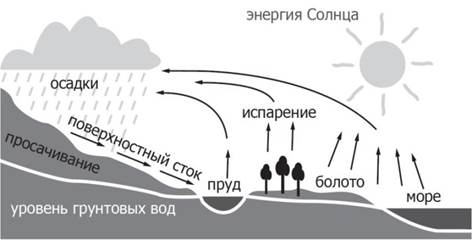 энергия Солнца
осадки
испарение
поверхностный сток
просачивание
пруд
болото
море
уровень грунтовых вод